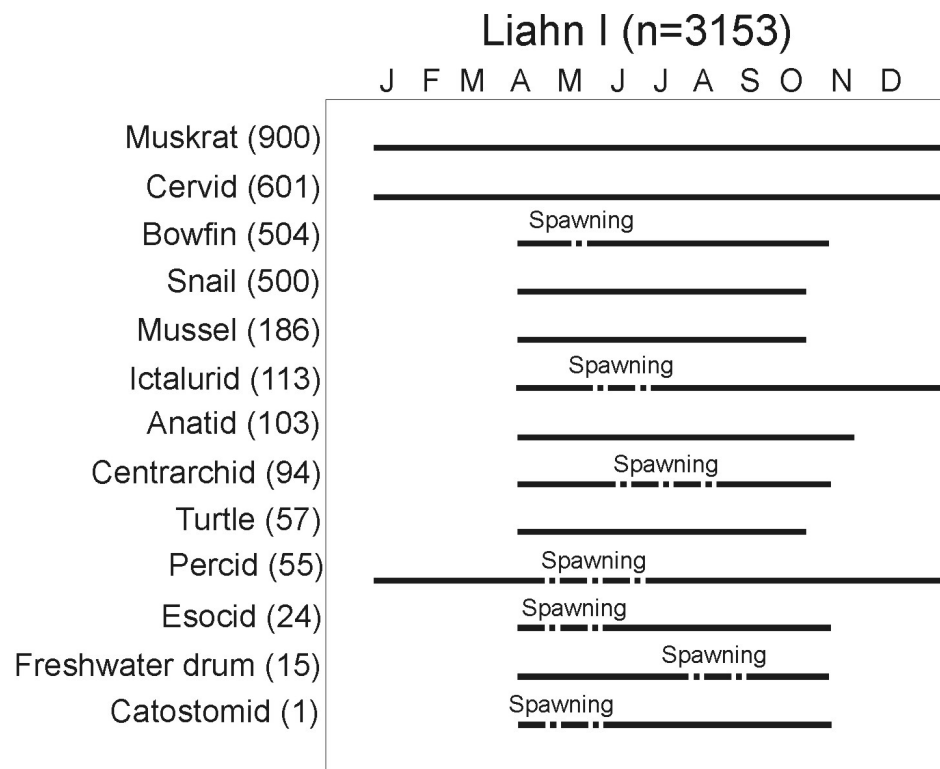 Liahn I (n=3153)
J F M A M J J A S O N D
Muskrat (900)
Cervid (601)
Spawning
Bowfin (504)
Snail (500)
Mussel (186)
Spawning
Ictalurid (113)
Anatid (103)
Spawning
Centrarchid (94)
Turtle (57)
Spawning
Percid (55)
Spawning
Esocid (24)
Spawning
Freshwater drum (15)
Spawning
Catostomid (1)